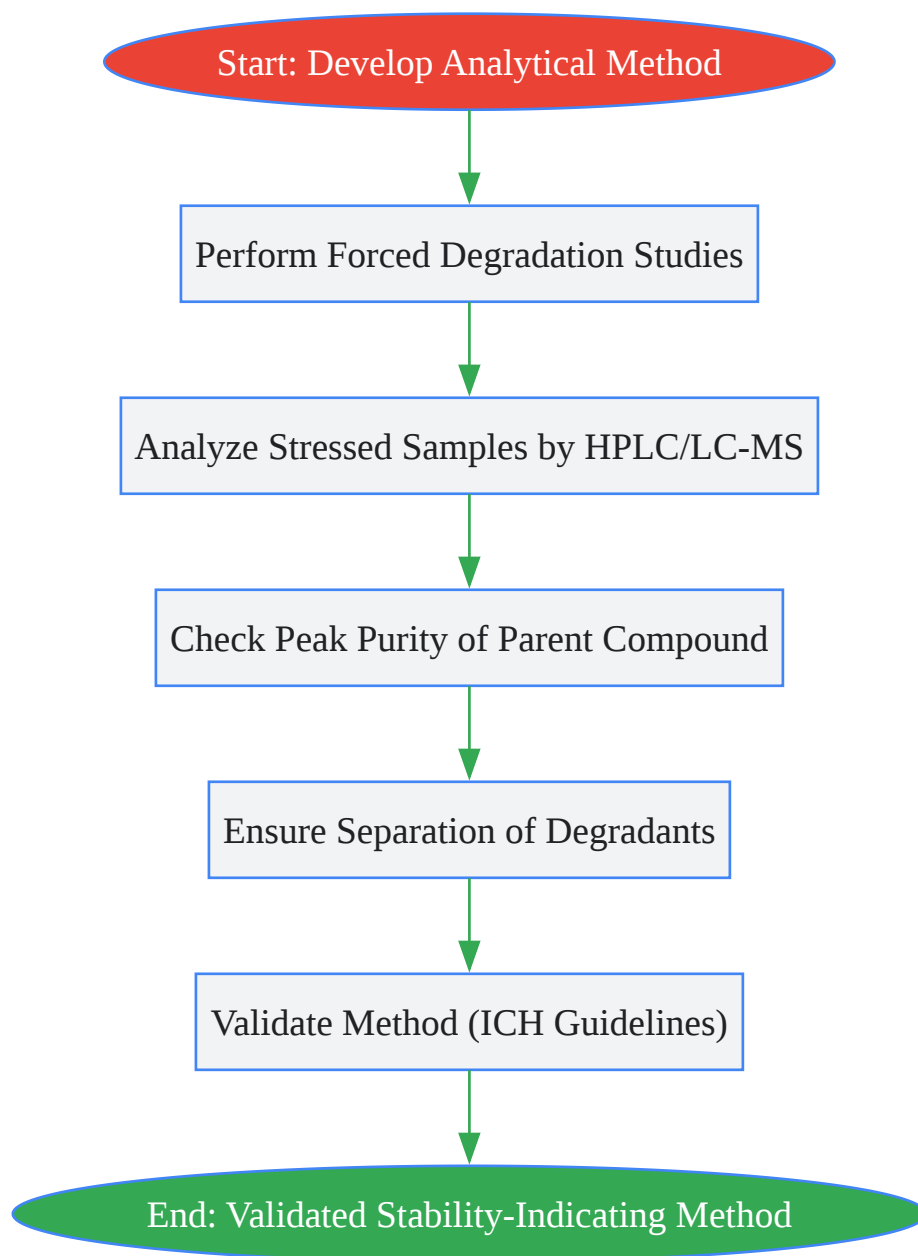 Start: Develop Analytical Method
Perform Forced Degradation Studies
Analyze Stressed Samples by HPLC/LC-MS
Check Peak Purity of Parent Compound
Ensure Separation of Degradants
Validate Method (ICH Guidelines)
End: Validated Stability-Indicating Method